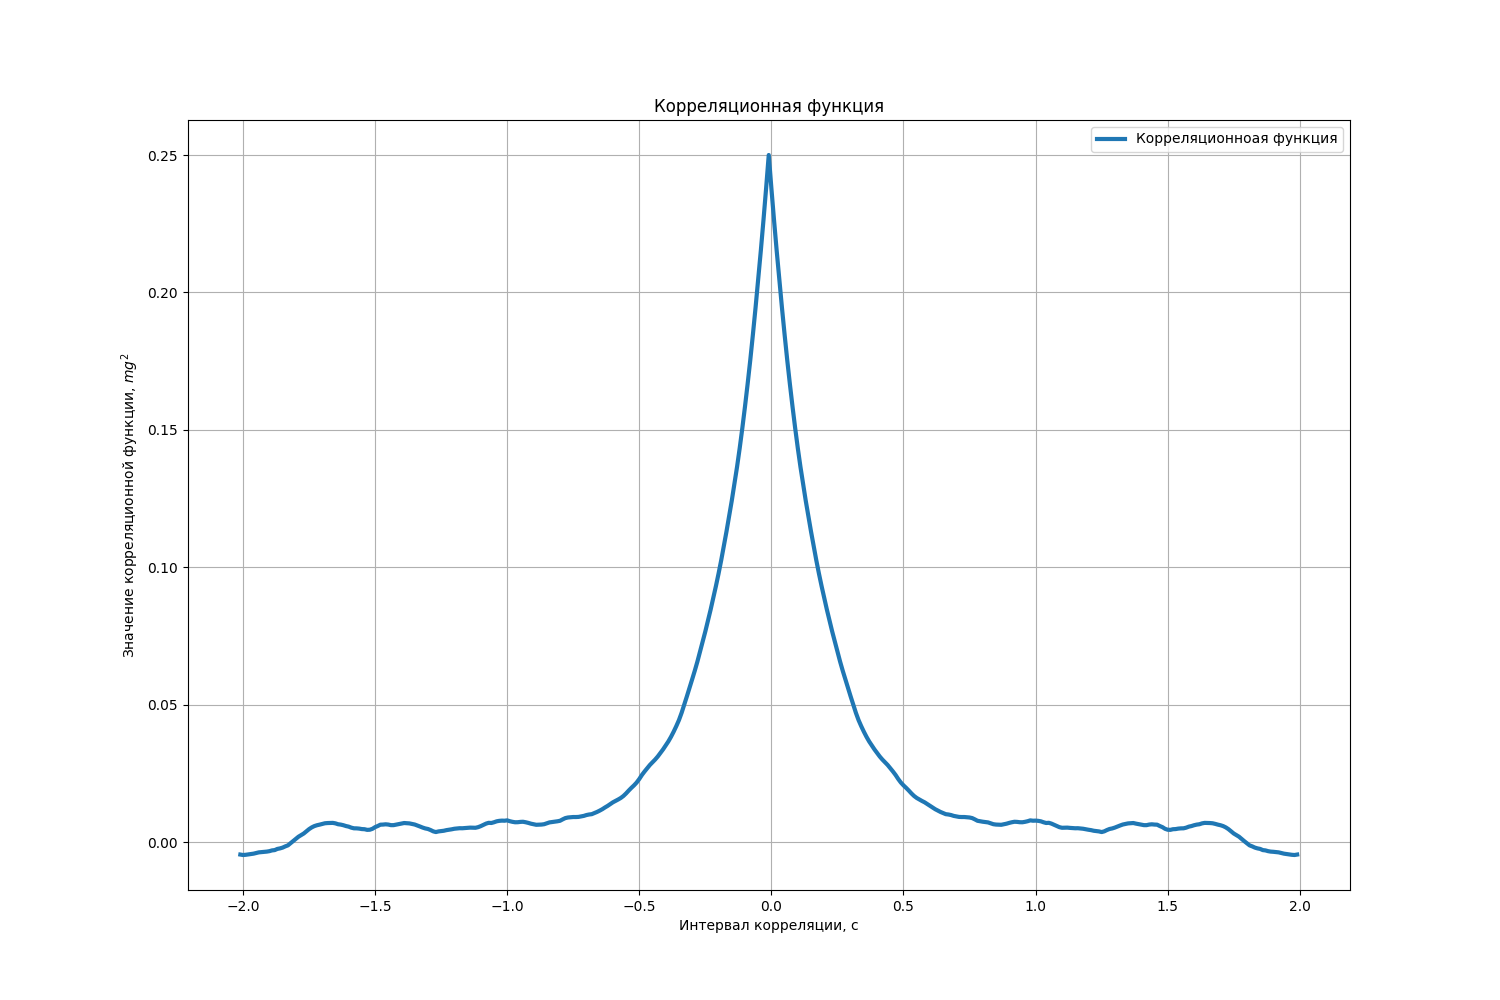 Корреляционная функция
Корреляционноая функция
0.25
0.20
0.15
0.10
0.05
0.00
Значение корреляционной функции, mg²
−2.0 −1.5 −1.0 −0.5 0.0 0.5 1.0 1.5 2.0
Интервал корреляции, с